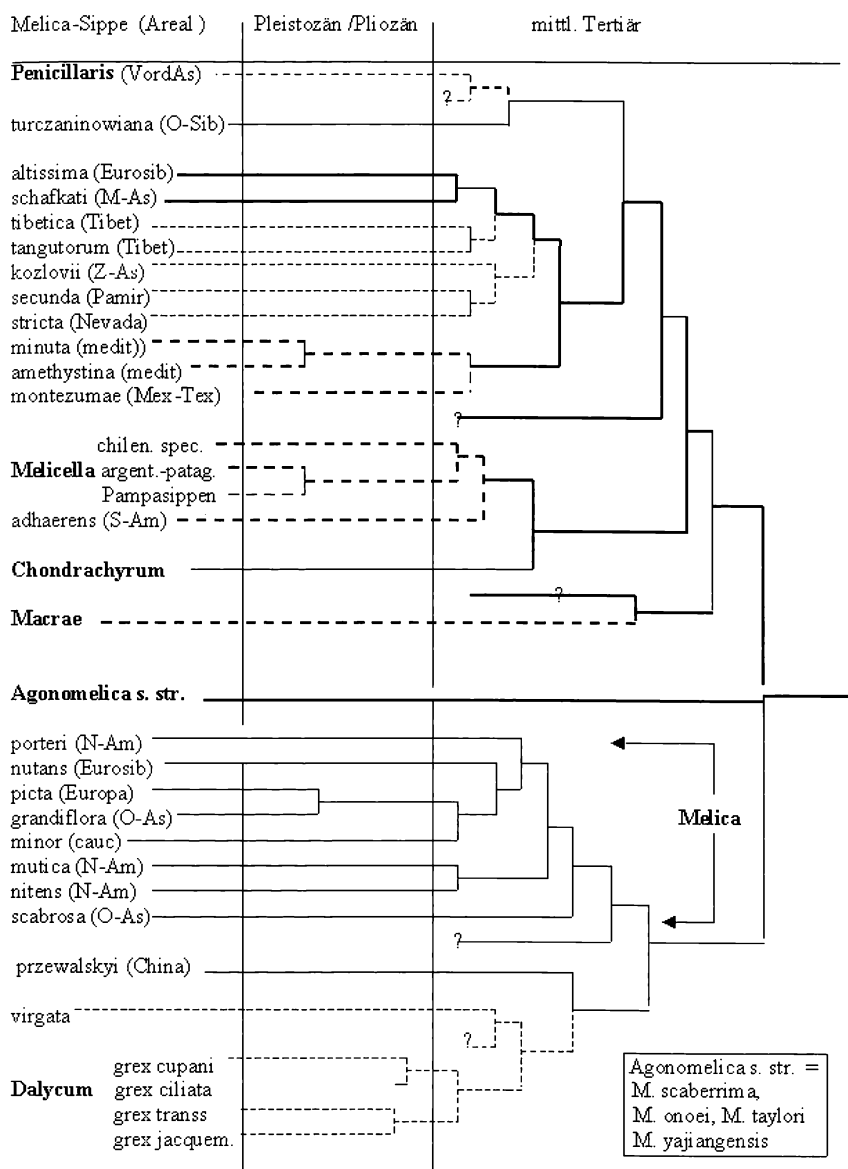 Melica-Sippe (Areal ) Pleistozän /Pliozän mittl. Tertiär
Penicillaris (VordAs)
?
turczaninowiana (O-Sib)
altissima (Eurosib)
schafkati (M-As)
tibetica (Tibet)
tangutorum (Tibet)
kozlovii (Z-As)
secunda (Pamir)
stricta (Nevada)
minuta (medit))
amethystina (medit)
montezumae (Mex-Tex)
?
chilen. spec.
Melicella argent.-patag.
Pampasippen
adhaerens (S-Am)
Chondrachyrum
?
Macrae
Agonomelica s. str.
porteri (N-Am)
nutans (Eurosib)
picta (Europa)
grandiflora (O-As)
Melica
minor (cauc)
mutica (N-Am)
nitens (N-Am)
scabrosa (O-As)
?
przewalskyi (China)
virgata
?
grex cupani
Dalycum grex ciliata
grex transs
grex jacquem.
Agonomelica s. str. =
M. scaberrima,
M. onoei, M. taylori
M. yajiangensis